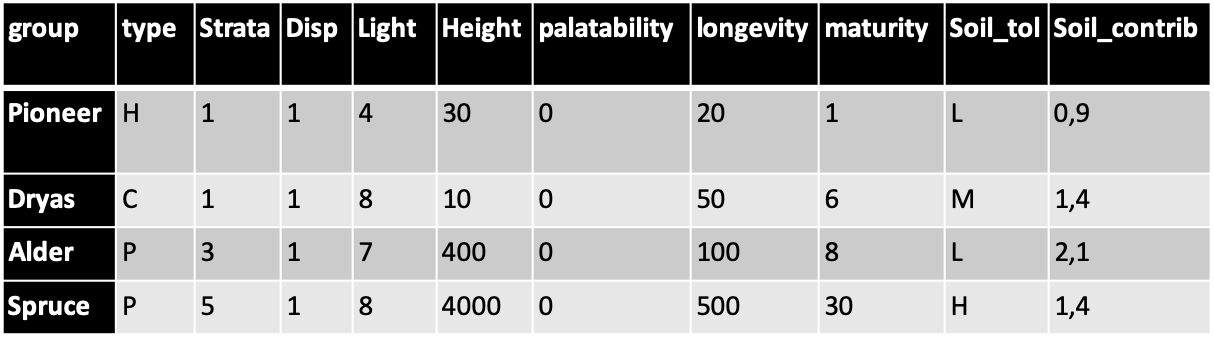 group type Strata Disp Light Height palatability longevity maturity Soil_tol Soil_contrib
Pioneer H 1 1 4 30 0 20 1 L 0,9
Dryas C 1 1 8 10 0 50 6 M 1,4
Alder P 3 1 7 400 0 100 8 L 2,1
Spruce P 5 1 8 4000 0 500 30 H 1,4